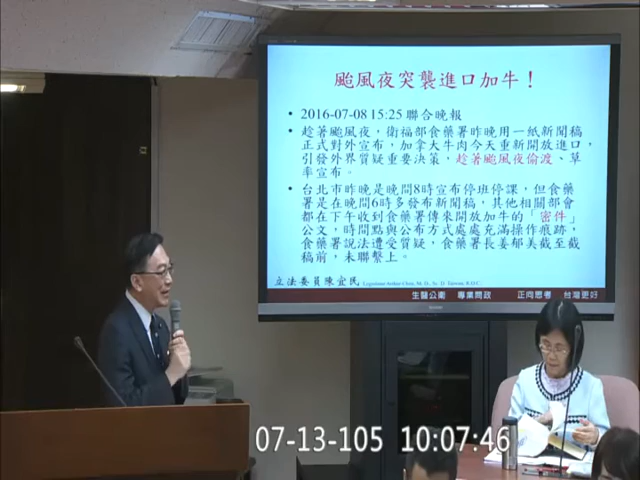 颱風夜突襲進口加牛！
• 2016-07-08 15:25 聯合晚報
• 趁著颱風夜，衛福部食藥署昨晚用一紙新聞稿
正式對外宣布，加拿大牛肉今天重新開放進口，
引發外界質疑重要決策，趁著颱風夜偷渡、草
率宣布。
• 台北市昨晚是晚間8時宣布停班停課，但食藥
署是在晚間6時多發布新聞稿，其他相關部會
都在下午收到食藥署傳來開放加牛的「密件」
公文，時間點與公布方式處處充滿操作痕跡，
食藥署說法遭受質疑，食藥署長姜郁美截至截
稿前，未聯繫上。
立法委員陳宜民 Legislator Arthur Chen, M. D., Sc. D. Taiwan, R.O.C.
生醫公衛 專業問政 正向思考 台灣更好
07-13-105 10:07:46